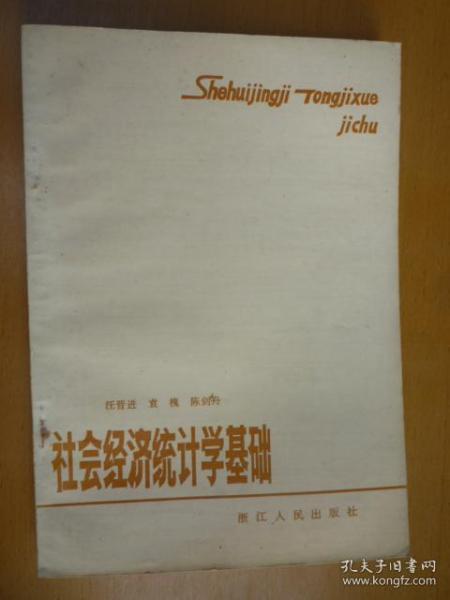 Shehuijingji Tongjixue
jichu
汪晋进 袁槐 陈剑丹
社会经济统计学基础
浙江人民出版社
孔夫子旧书网
www.kongfz.com